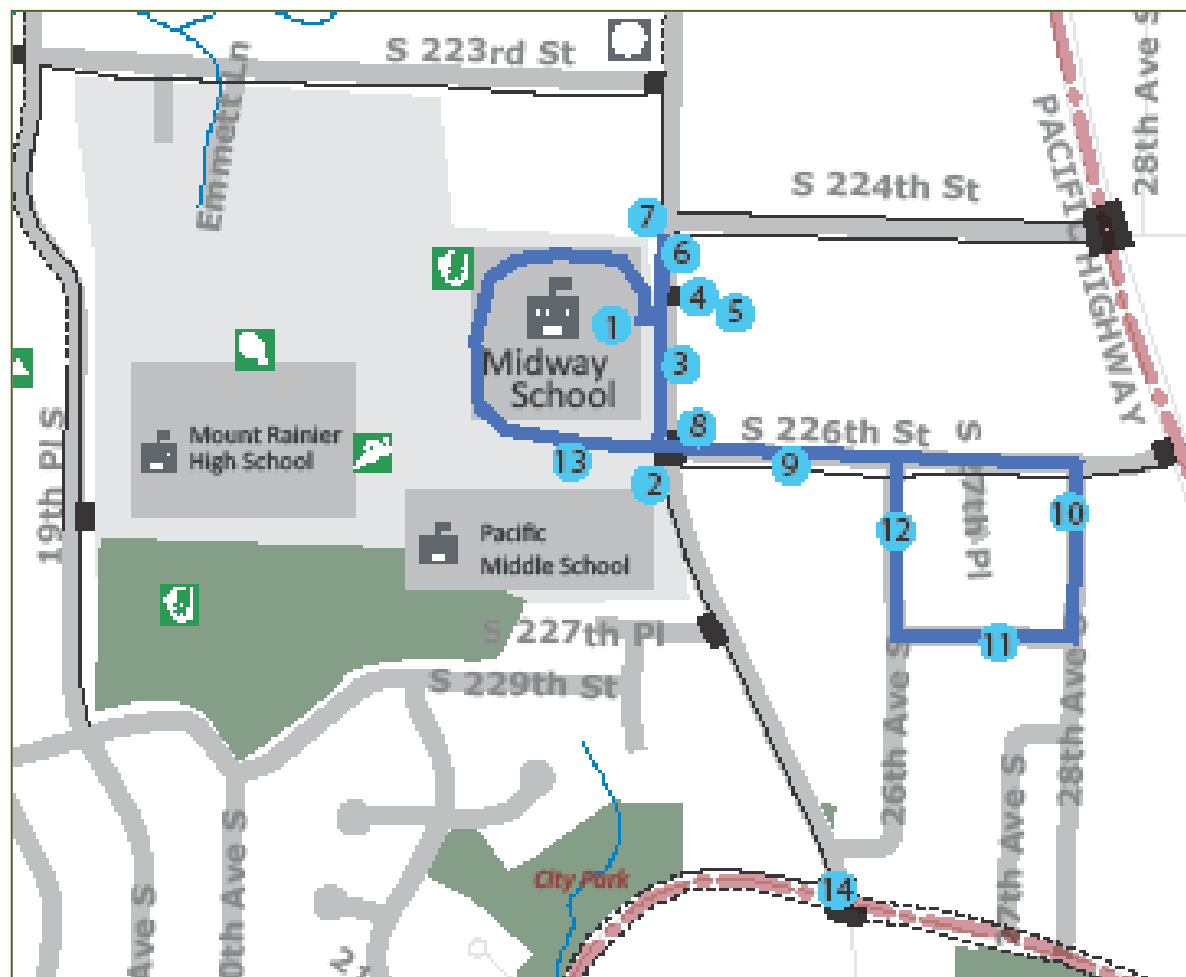 S 223rd St
Emmett Ln
28th Ave S
PACIFIC HIGHWAY
S 224th St
7
6
4
5
1
3
Midway
School
19th Pl S
Mount Rainier
High School
8
S 226th St
9
13
2
S 27th Pl
10
12
Pacific
Middle School
S 227th Pl
11
S 229th St
26th Ave S
28th Ave S
27th Ave S
City Park
14
Ave S
0th Ave S